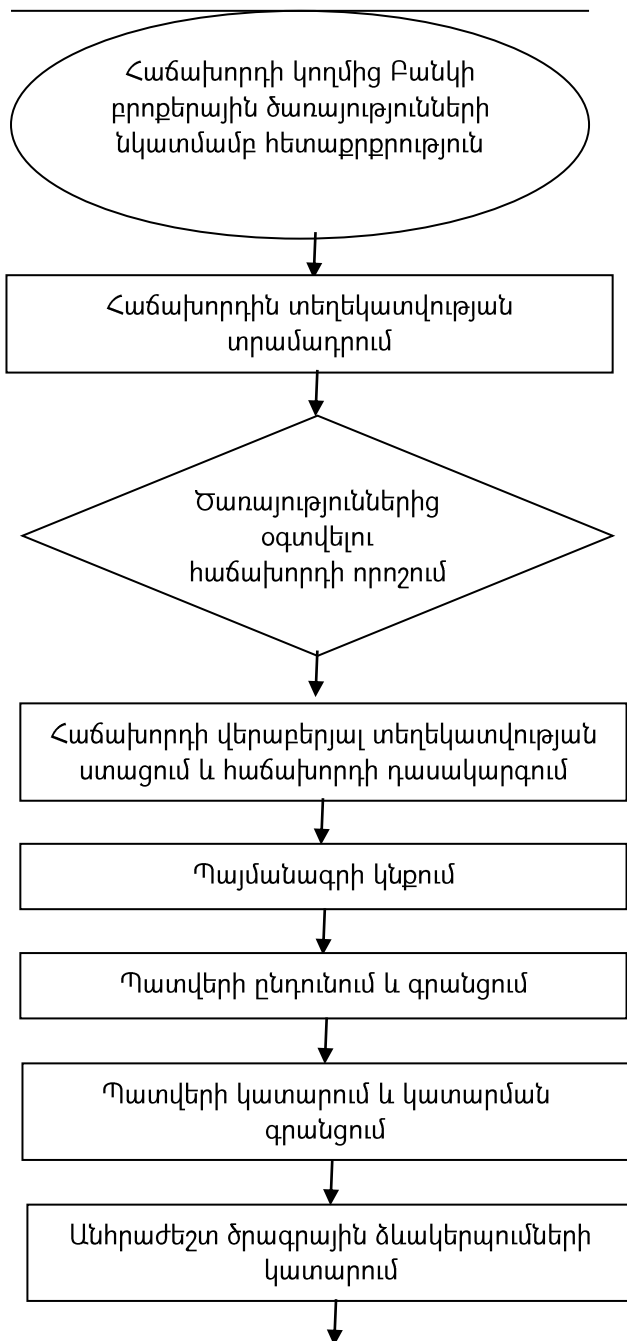 Հաճախորդի կողմից Բանկի
բրոքերային ծառայությունների
նկատմամբ հետաքրքրություն
Հաճախորդին տեղեկատվության
տրամադրում
Ծառայություններից
օգտվելու
հաճախորդի որոշում
Հաճախորդի վերաբերյալ տեղեկատվության
ստացում և հաճախորդի դասակարգում
Պայմանագրի կնքում
Պատվերի ընդունում և գրանցում
Պատվերի կատարում և կատարման
գրանցում
Անհրաժեշտ ծրագրային ձևակերպումների
կատարում